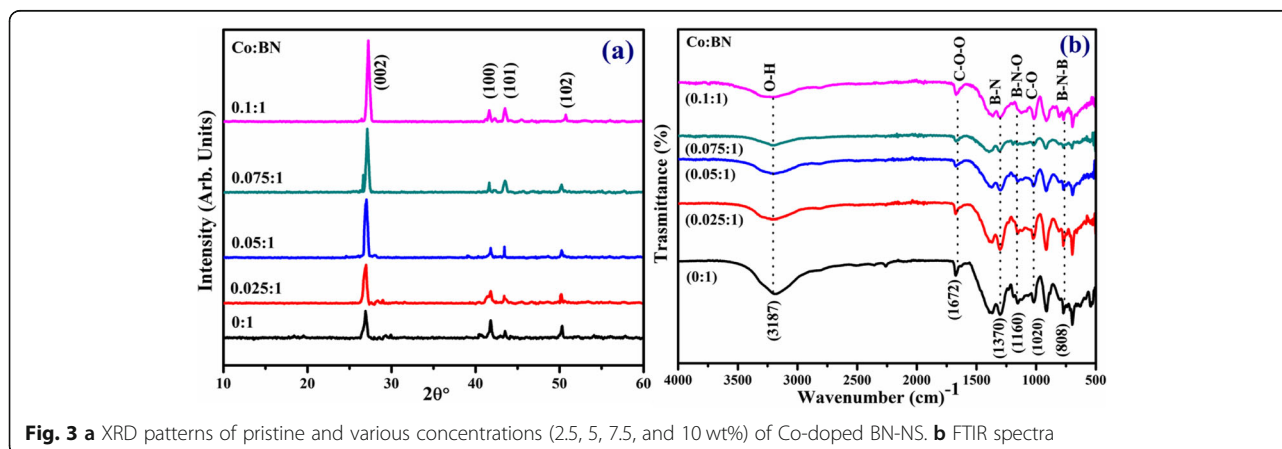 Co:BN
(a)
(002)
(100)
(101)
(102)
0.1:1
0.075:1
0.05:1
0.025:1
0:1
Intensity (Arb. Units)
10 20 30 40 50 60
2θ°
Co:BN
(b)
O-H
C-O-O
B-N
B-N-O
C-O
B-N-B
(0.1:1)
(0.075:1)
(0.05:1)
(0.025:1)
(0:1)
(3187)
(1672)
(1370)
(1160)
(1020)
(808)
Trasmittance (%)
4000 3500 3000 2500 2000 1500 1000 500
Wavenumber (cm)-1
Fig. 3 a XRD patterns of pristine and various concentrations (2.5, 5, 7.5, and 10 wt%) of Co-doped BN-NS. b FTIR spectra